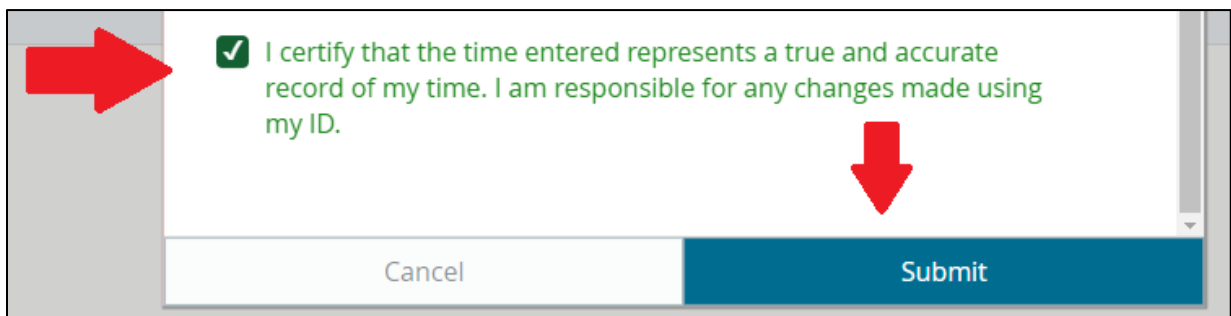 I certify that the time entered represents a true and accurate
record of my time. I am responsible for any changes made using
my ID.
Cancel
Submit